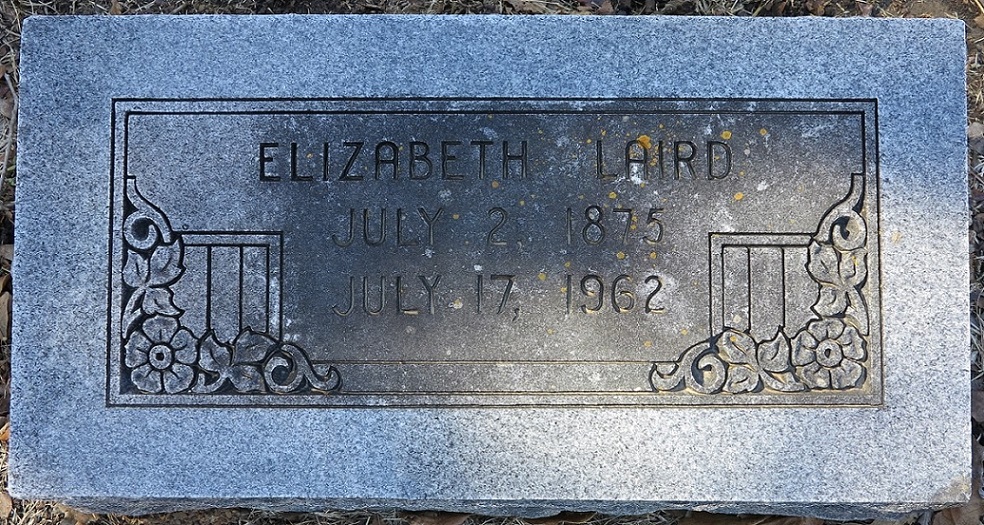 ELIZABETH LAIRD
JULY 2, 1875
JULY 17, 1962